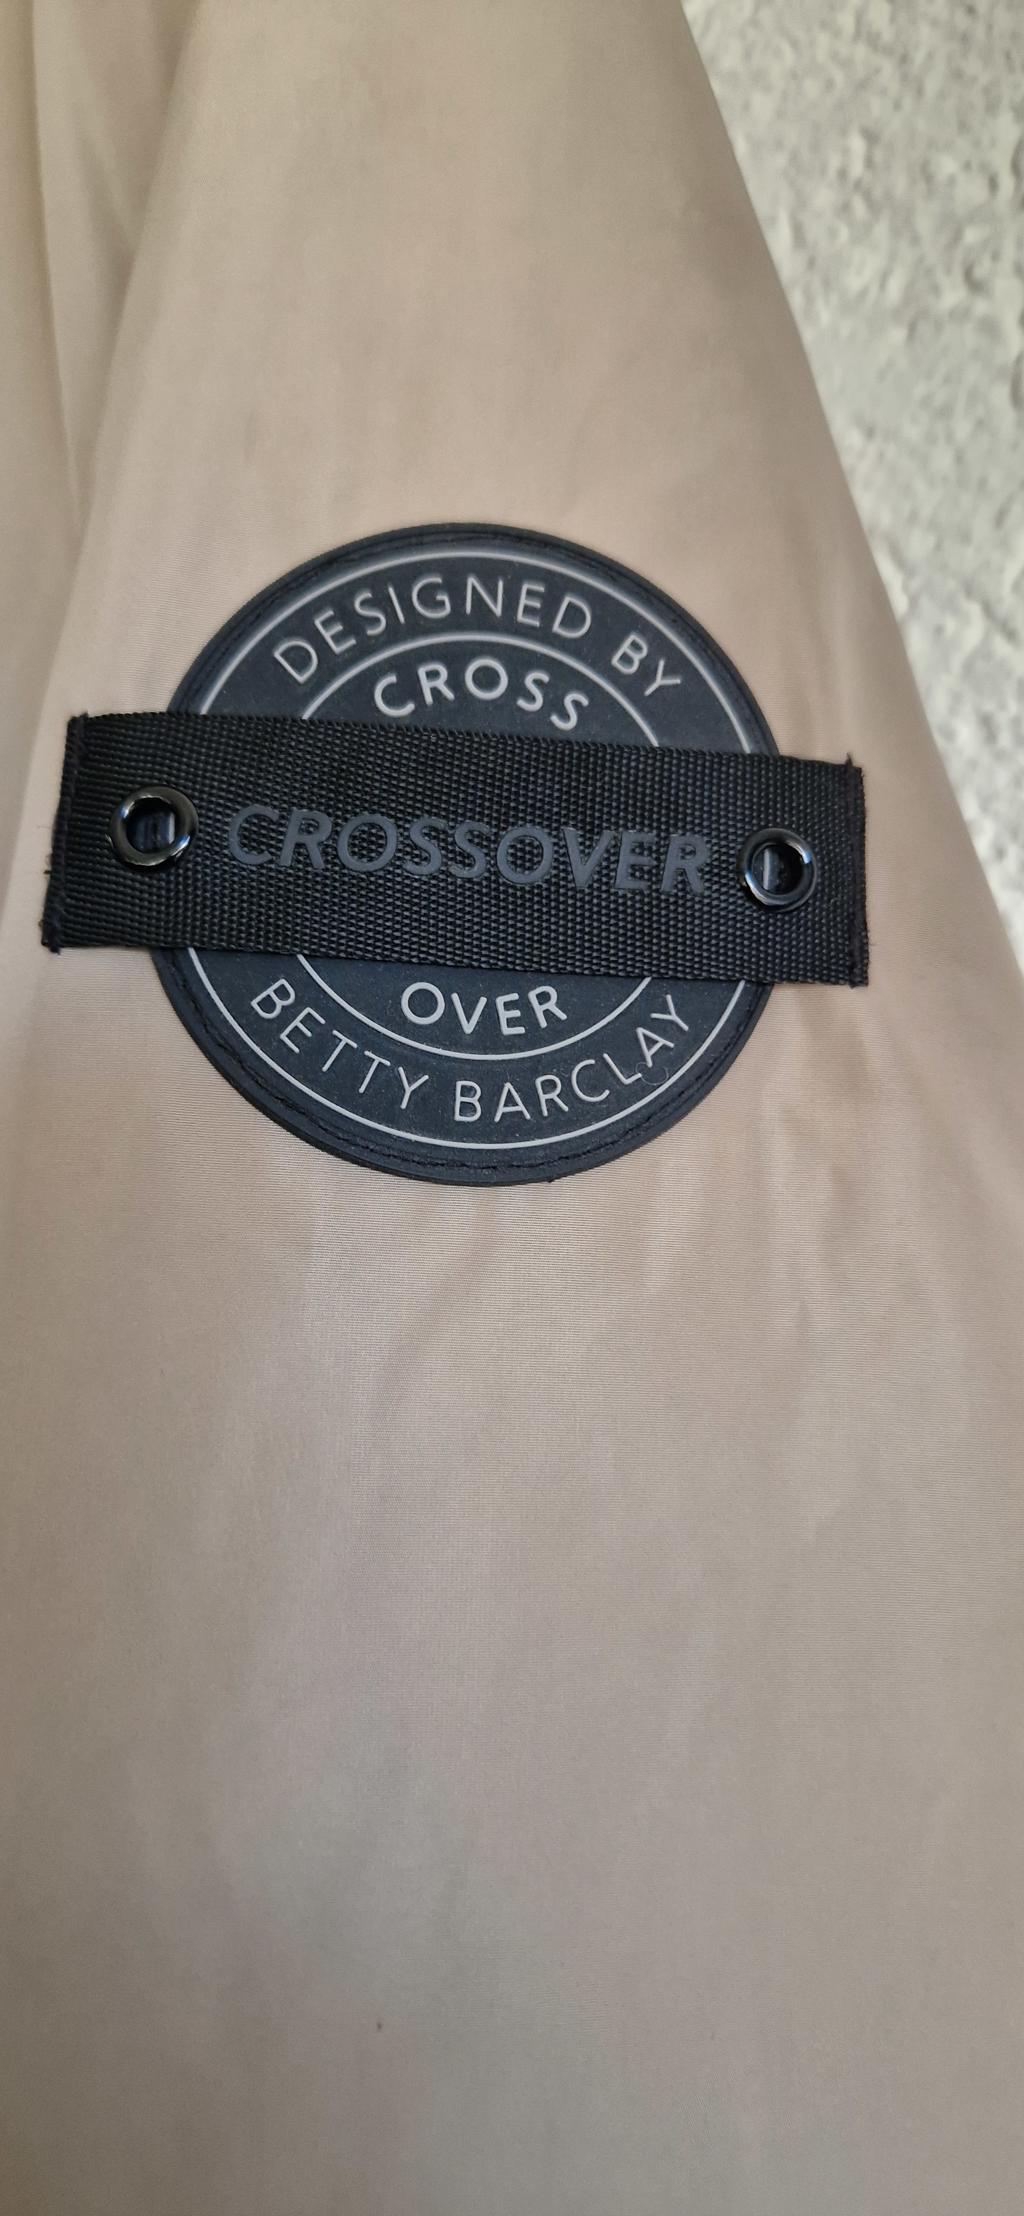 DESIGNED BY
CROSS
CROSSOVER
OVER
BETTY BARCLAY